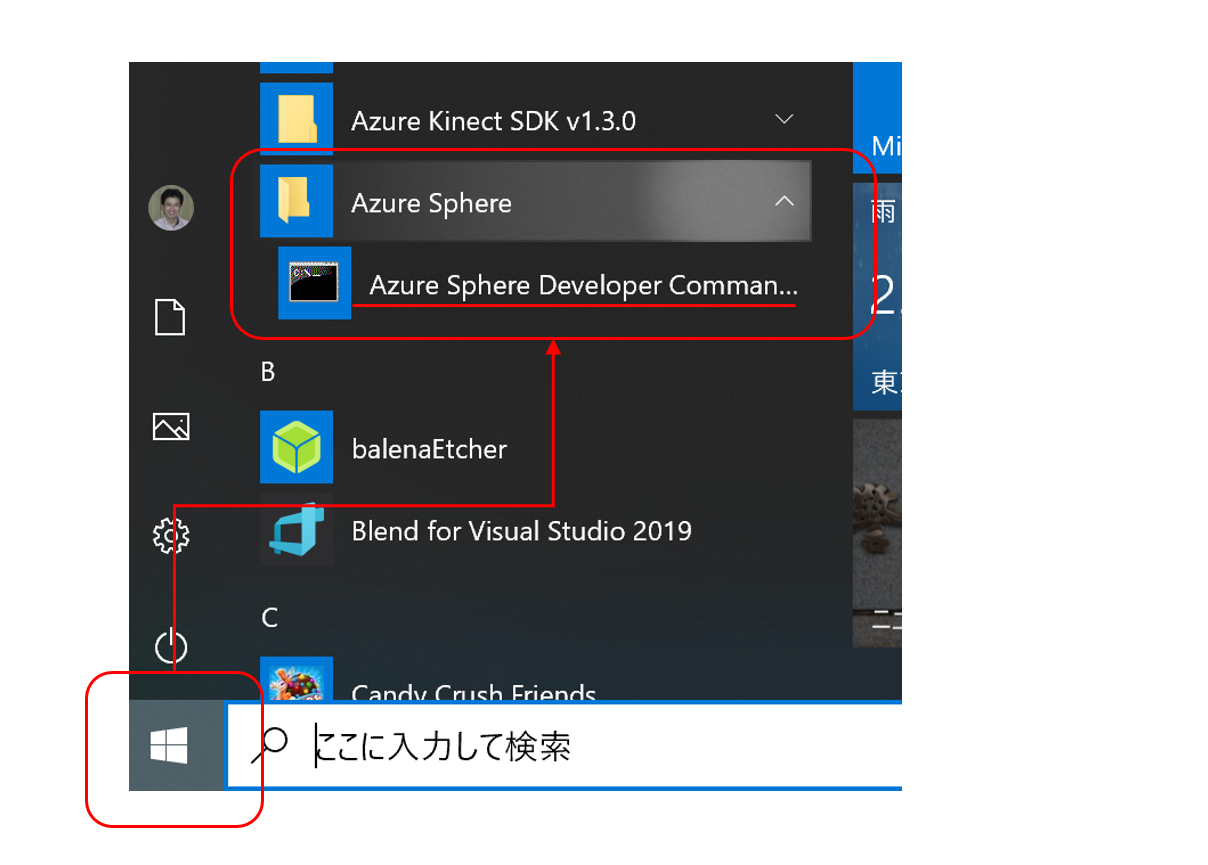 Azure Kinect SDK v1.3.0
Azure Sphere
Azure Sphere Developer Comman...
B
balenaEtcher
Blend for Visual Studio 2019
C
Candy Crush Friends
ここに入力して検索
Mi
雨
東